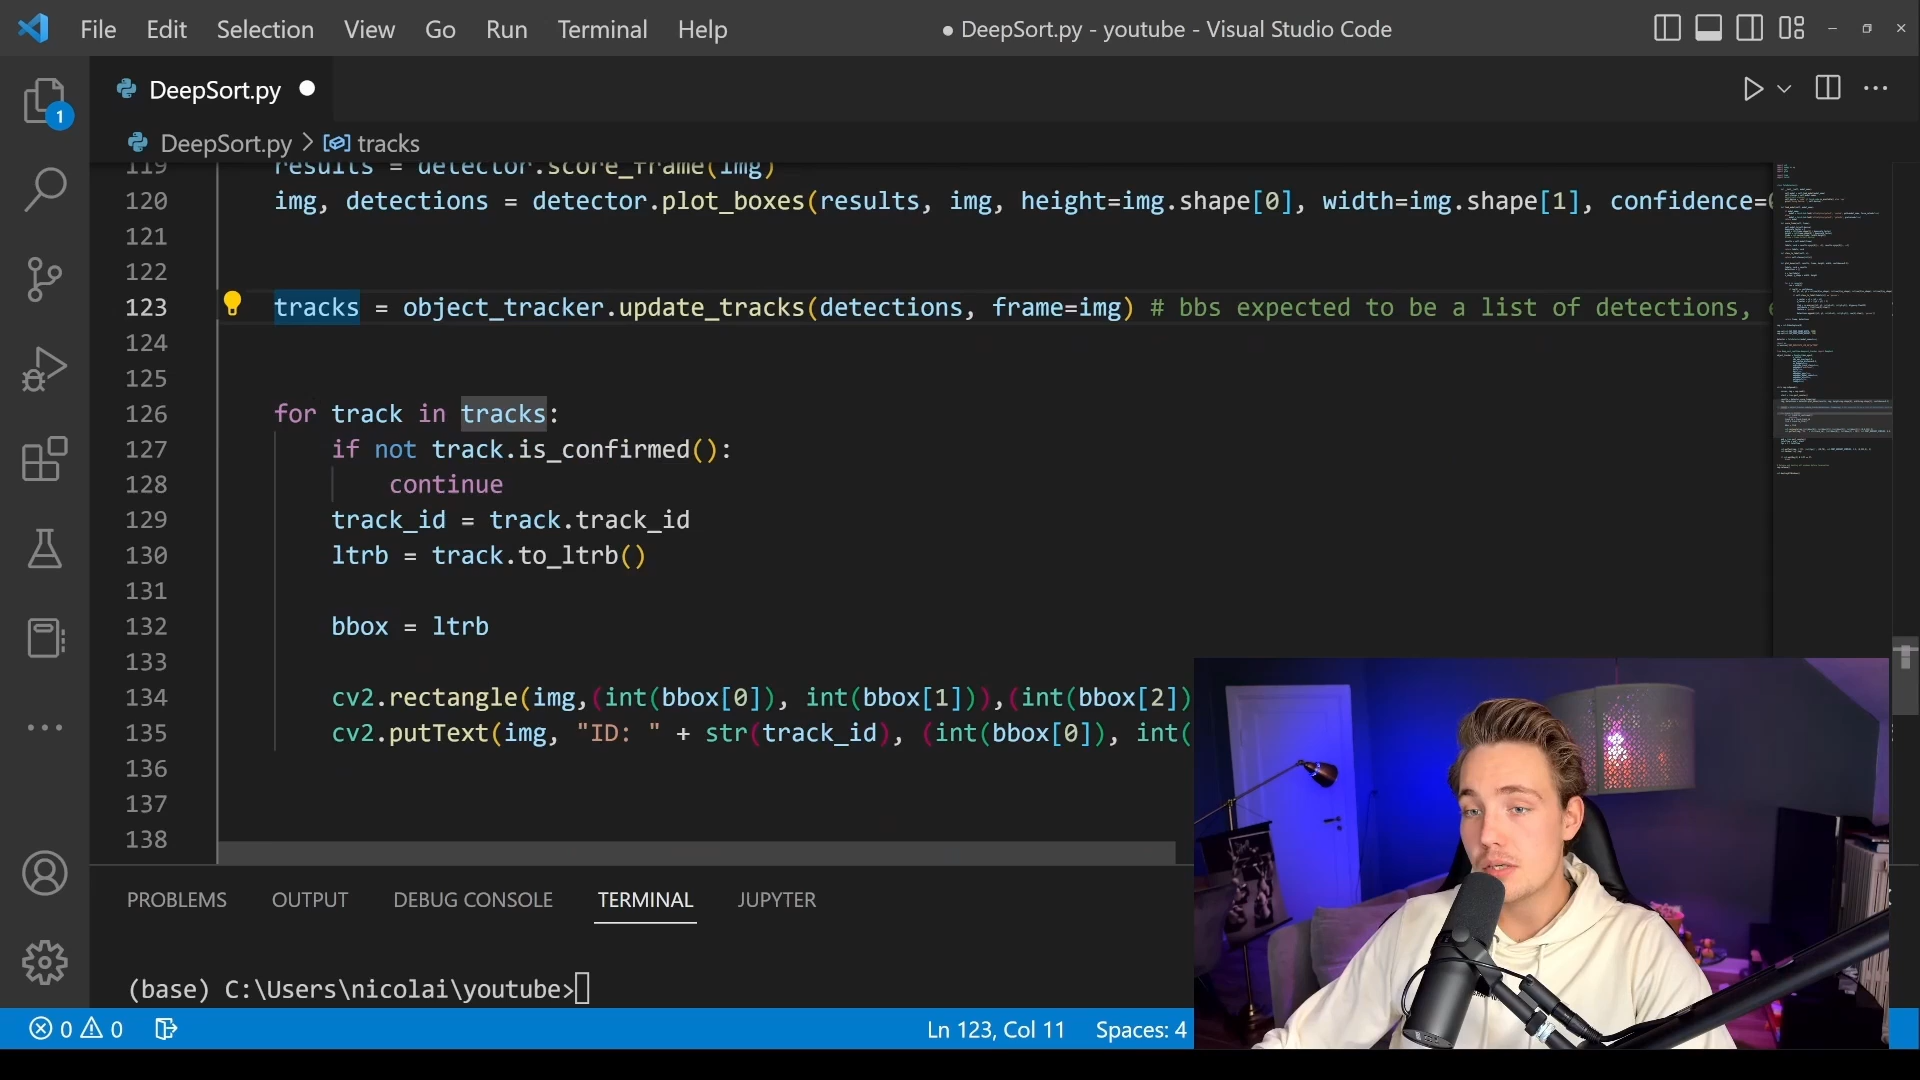 File Edit Selection View Go Run Terminal Help
● DeepSort.py - youtube - Visual Studio Code
1
DeepSort.py
DeepSort.py > tracks
119 results = detector.score_frame(img)
120 img, detections = detector.plot_boxes(results, img, height=img.shape[0], width=img.shape[1], confidence=
121
122
123 tracks = object_tracker.update_tracks(detections, frame=img) # bbs expected to be a list of detections,
124
125
126 for track in tracks:
127 if not track.is_confirmed():
128 continue
129 track_id = track.track_id
130 ltrb = track.to_ltrb()
131
132 bbox = ltrb
133
134 cv2.rectangle(img,(int(bbox[0]), int(bbox[1])),(int(bbox[2])
135 cv2.putText(img, "ID: " + str(track_id), (int(bbox[0]), int(
136
137
138
PROBLEMS OUTPUT DEBUG CONSOLE TERMINAL JUPYTER
(base) C:\Users\nicolai\youtube>
0 0 Ln 123, Col 11 Spaces: 4